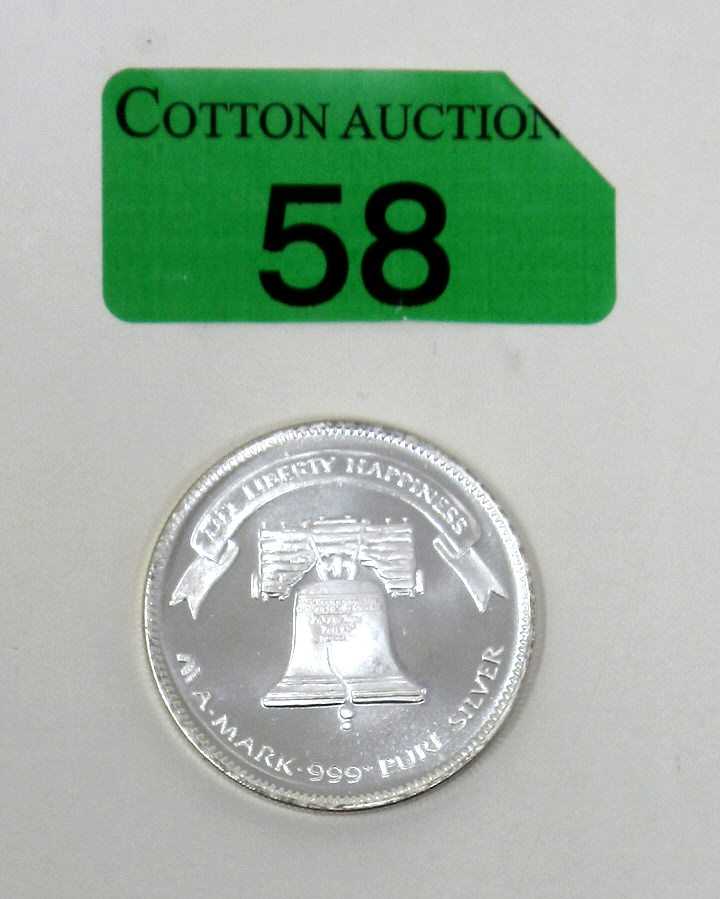 COTTON AUCTION
58
LIFE LIBERTY HAPPINESS
A-MARK · 999+ PURE SILVER